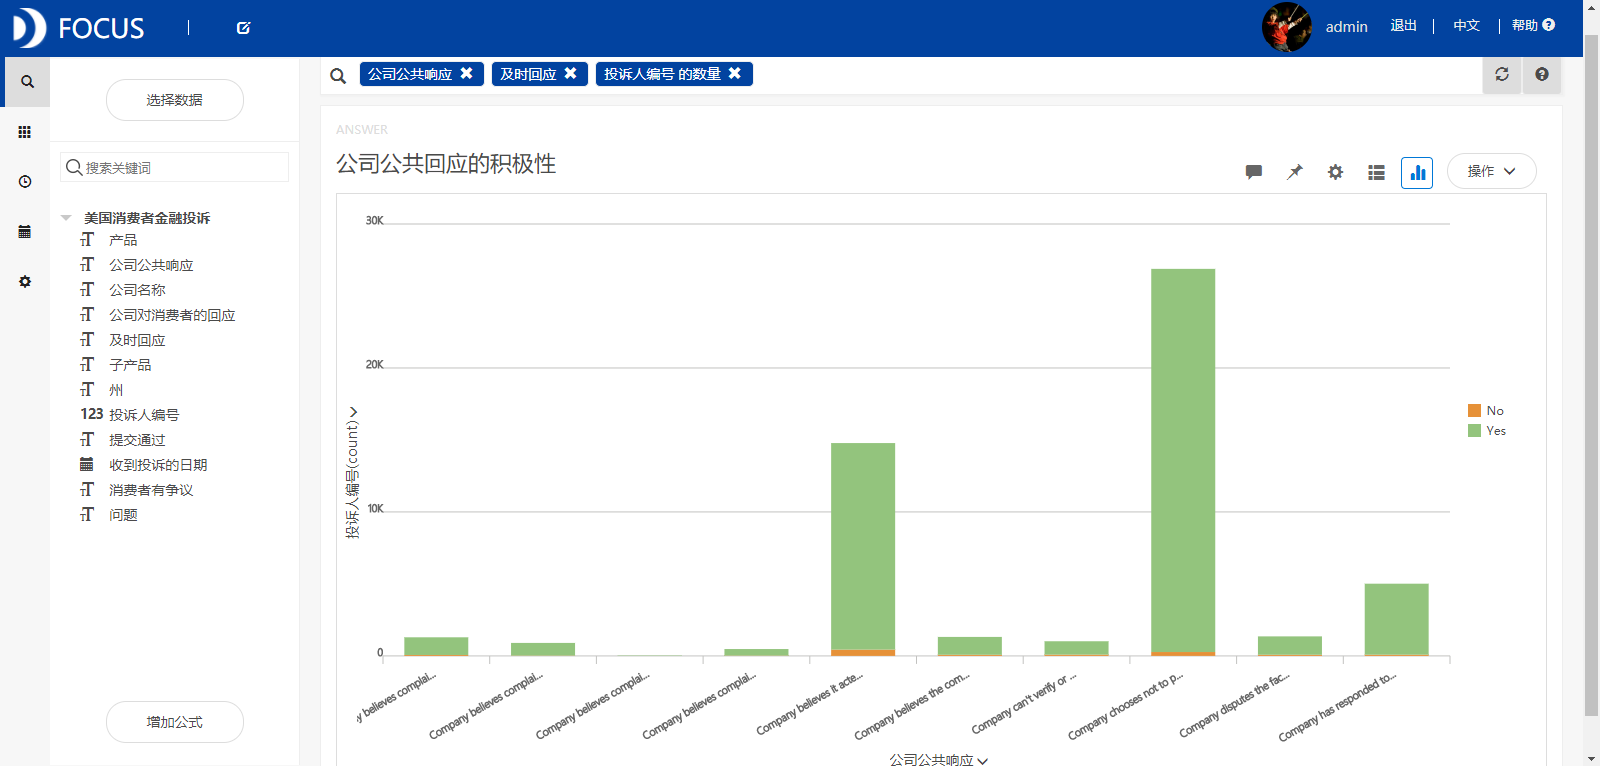 FOCUS
admin
退出
中文
帮助
公司公共响应
及时回应
投诉人编号 的数量
选择数据
搜索关键词
美国消费者金融投诉
产品
公司公共响应
公司名称
公司对消费者的回应
及时回应
子产品
州
123 投诉人编号
提交通过
收到投诉的日期
消费者有争议
问题
增加公式
ANSWER
公司公共回应的积极性
操作
30K
20K
10K
0
投诉人编号(count)
No
Yes
y believes complai...
Company believes complai...
Company believes complai...
Company believes complai...
Company believes it acte...
Company believes the com...
Company can't verify or ...
Company chooses not to p...
Company disputes the fac...
Company has responded to...
公司公共响应